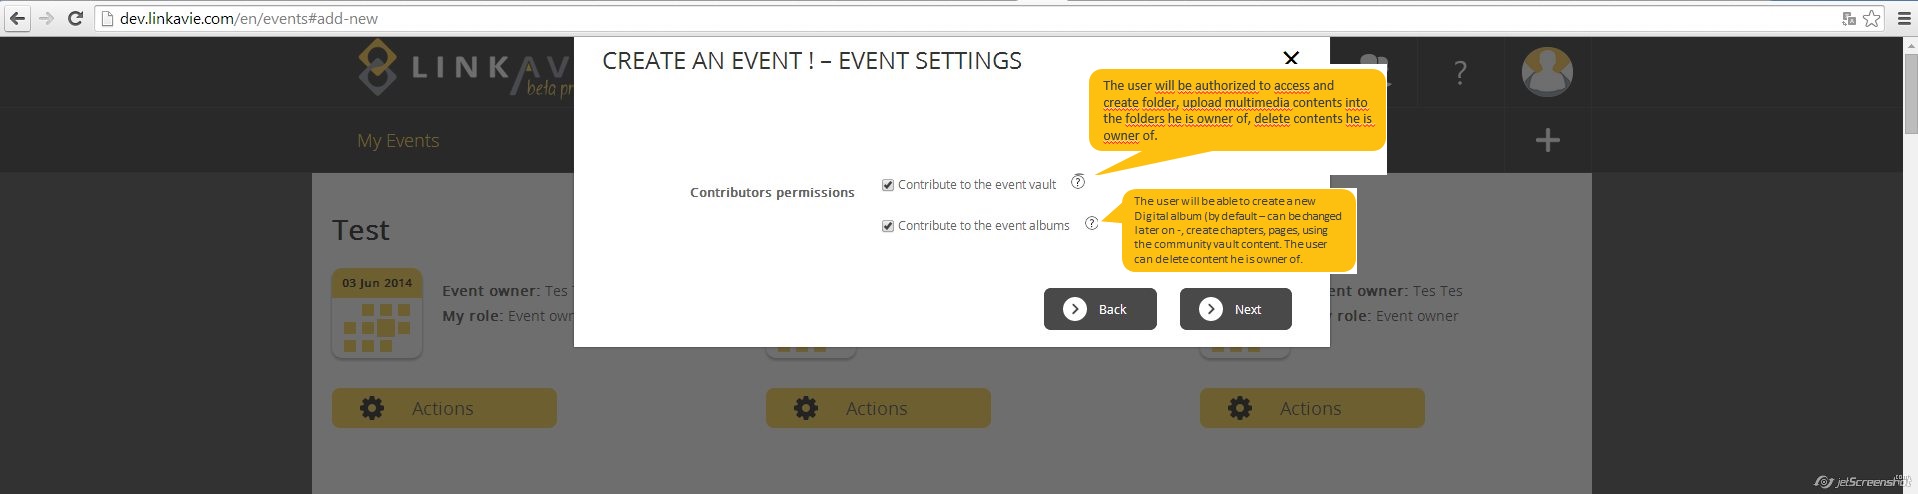 dev.linkavie.com/en/events#add-new
CREATE AN EVENT ! – EVENT SETTINGS
LINKAV
beta pr
?
The user will be authorized to access and
create folder, upload multimedia contents into
the folders he is owner of, delete contents he is
owner of.
My Events
Contributors permissions
Contribute to the event vault ?
Contribute to the event albums ?
The user will be able to create a new
Digital album (by default – can be changed
later on -, create chapters, pages, using
the community vault content. The user
can delete content he is owner of.
Test
03 Jun 2014
Event owner: Tes T
My role: Event own
Back
Next
ent owner: Tes Tes
role: Event owner
Actions
Actions
Actions
jetScreenshot
.com